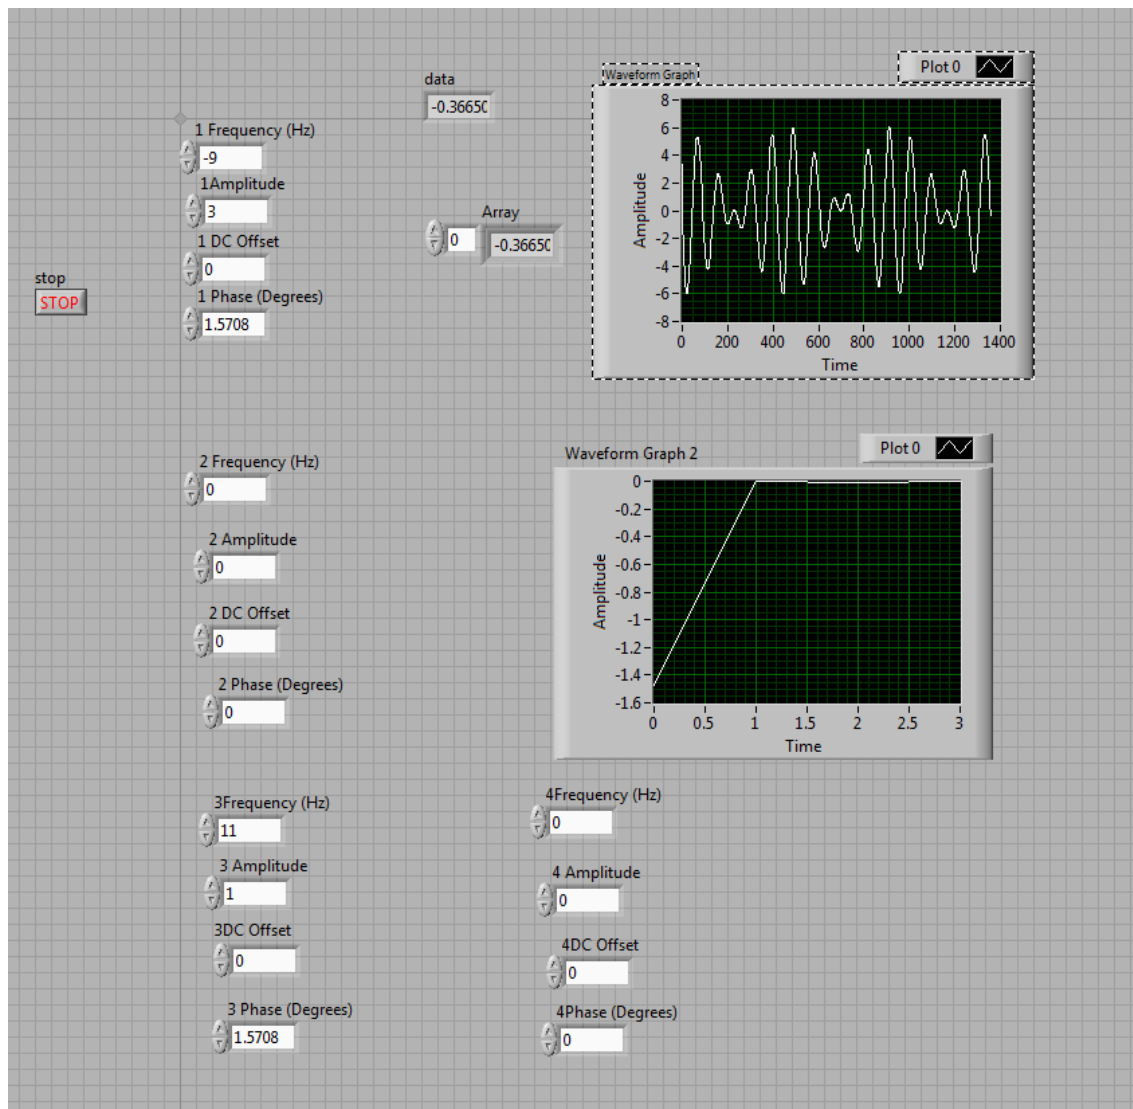 data
-0.36650
1 Frequency (Hz)
-9
1Amplitude
3
1 DC Offset
0
1 Phase (Degrees)
1.5708
stop
STOP
Array
0
-0.3665
Waveform Graph
Plot 0
Amplitude
8
6
4
2
0
-2
-4
-6
-8
0 200 400 600 800 1000 1200 1400
Time
2 Frequency (Hz)
0
2 Amplitude
0
2 DC Offset
0
2 Phase (Degrees)
0
Waveform Graph 2
Plot 0
Amplitude
0
-0.2
-0.4
-0.6
-0.8
-1
-1.2
-1.4
-1.6
0 0.5 1 1.5 2 2.5 3
Time
3Frequency (Hz)
11
3 Amplitude
1
3DC Offset
0
3 Phase (Degrees)
1.5708
4Frequency (Hz)
0
4 Amplitude
0
4DC Offset
0
4Phase (Degrees)
0